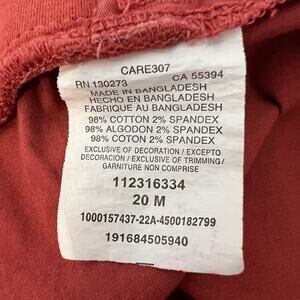 CARE307
RN 130273 CA 55394
MADE IN BANGLADESH
HECHO EN BANGLADESH
FABRIQUE AU BANGLADESH
98% COTTON 2% SPANDEX
98% ALGODON 2% SPANDEX
98% COTON 2% SPANDEX
EXCLUSIVE OF DECORATION / EXCEPTO
DECORACION / EXCLUSIVE OF TRIMMING/
GARNITURE NON COMPRISE
112316334
20 M
1000157437-22A-4500182799
191684505940